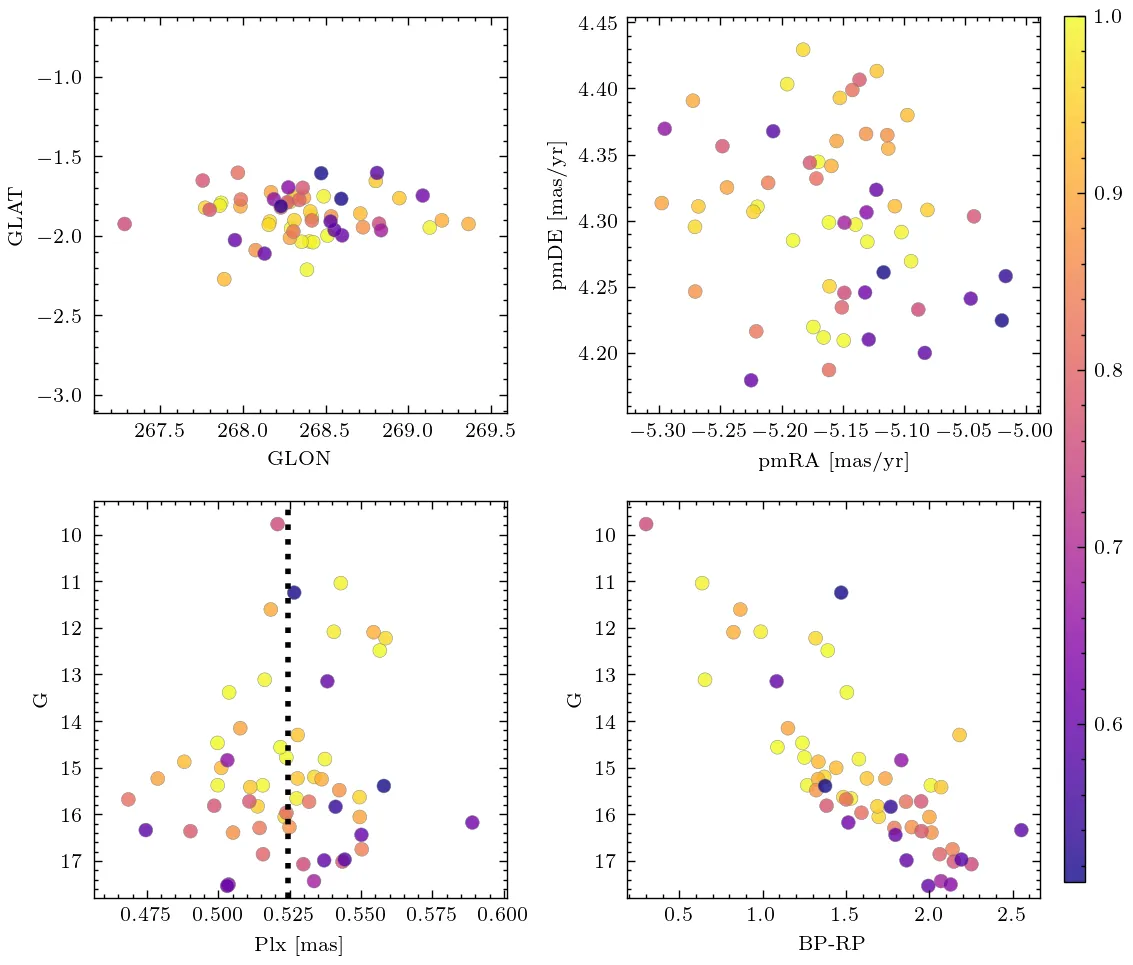 −1.0
−1.5
−2.0
−2.5
−3.0
GLAT
267.5 268.0 268.5 269.0 269.5
GLON
4.45
4.40
4.35
4.30
4.25
4.20
pmDE [mas/yr]
−5.30 −5.25 −5.20 −5.15 −5.10 −5.05 −5.00
pmRA [mas/yr]
1.0
0.9
0.8
0.7
0.6
10
11
12
13
14
15
16
17
G
0.475 0.500 0.525 0.550 0.575 0.600
Plx [mas]
10
11
12
13
14
15
16
17
G
0.5 1.0 1.5 2.0 2.5
BP-RP